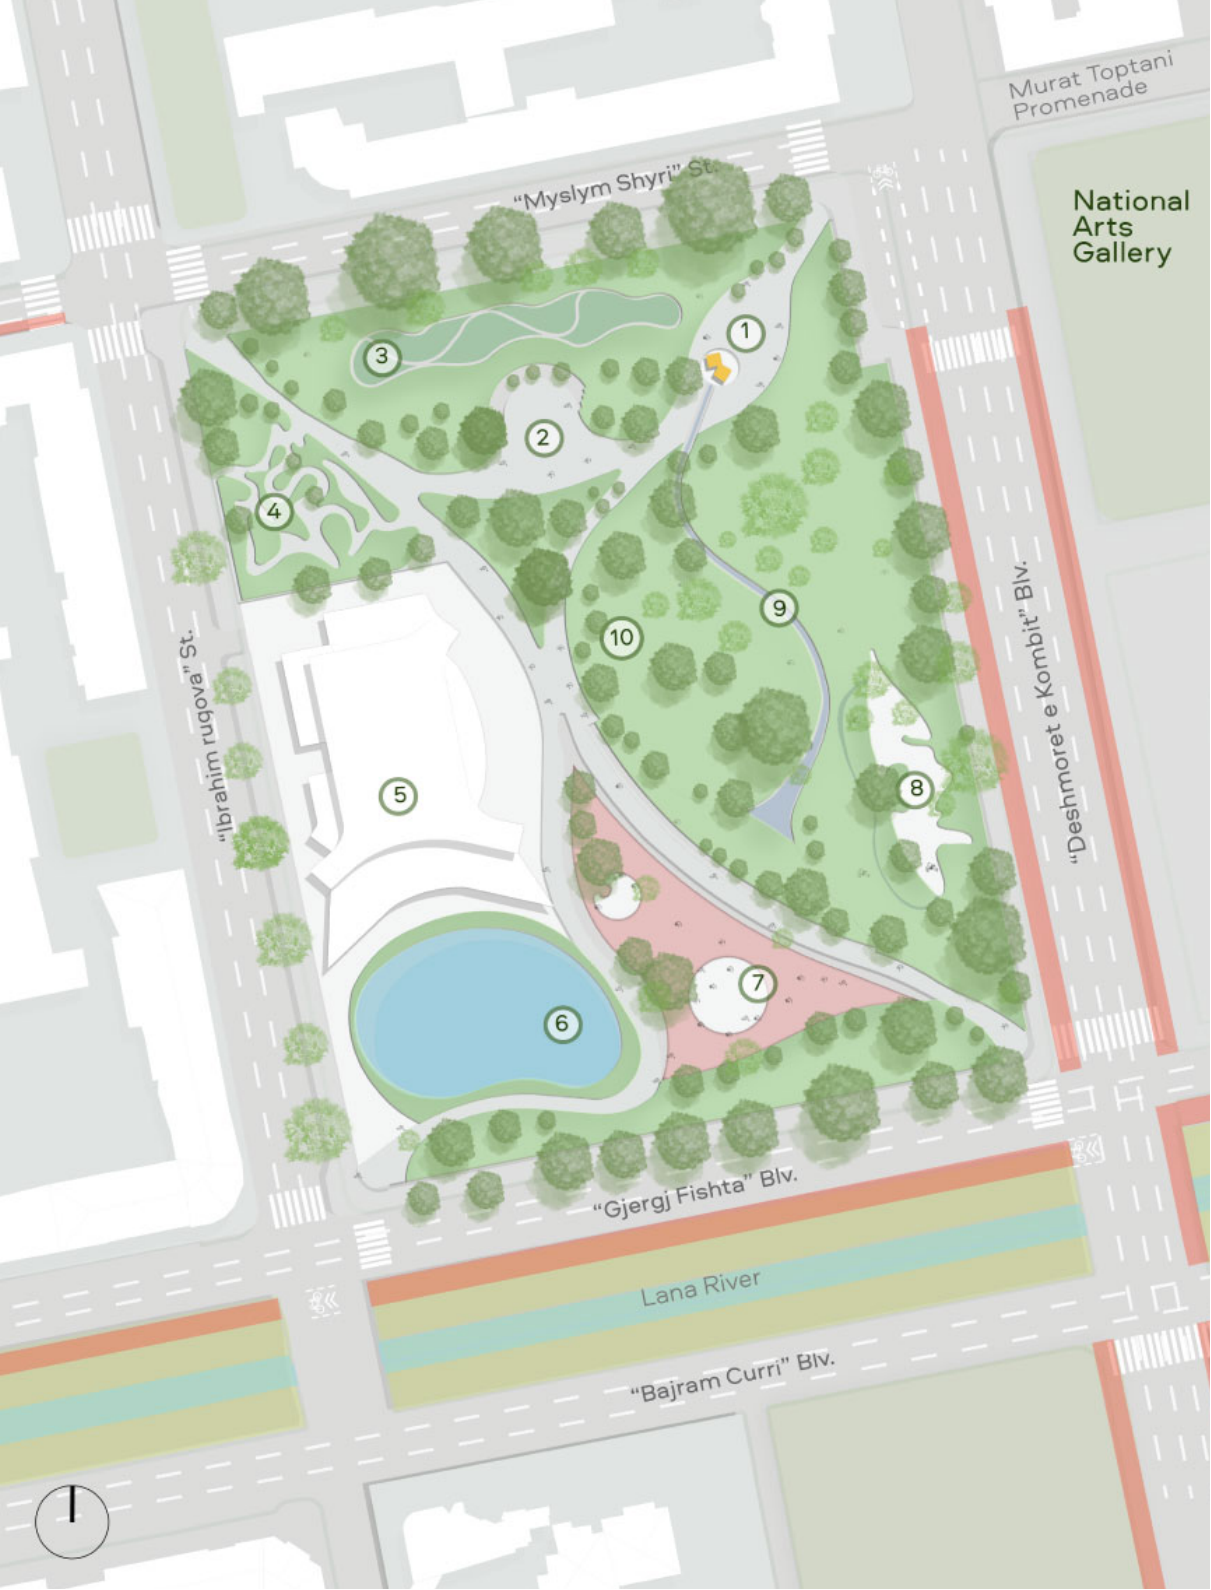 Murat Toptani
Promenade
“Myslym Shyri” St.
National
Arts
Gallery
1
3
2
4
“Deshmoret e Kombit” Blv.
9
10
“Ibrahim rugova” St.
5
8
7
6
“Gjergj Fishta” Blv.
Lana River
“Bajram Curri” Blv.